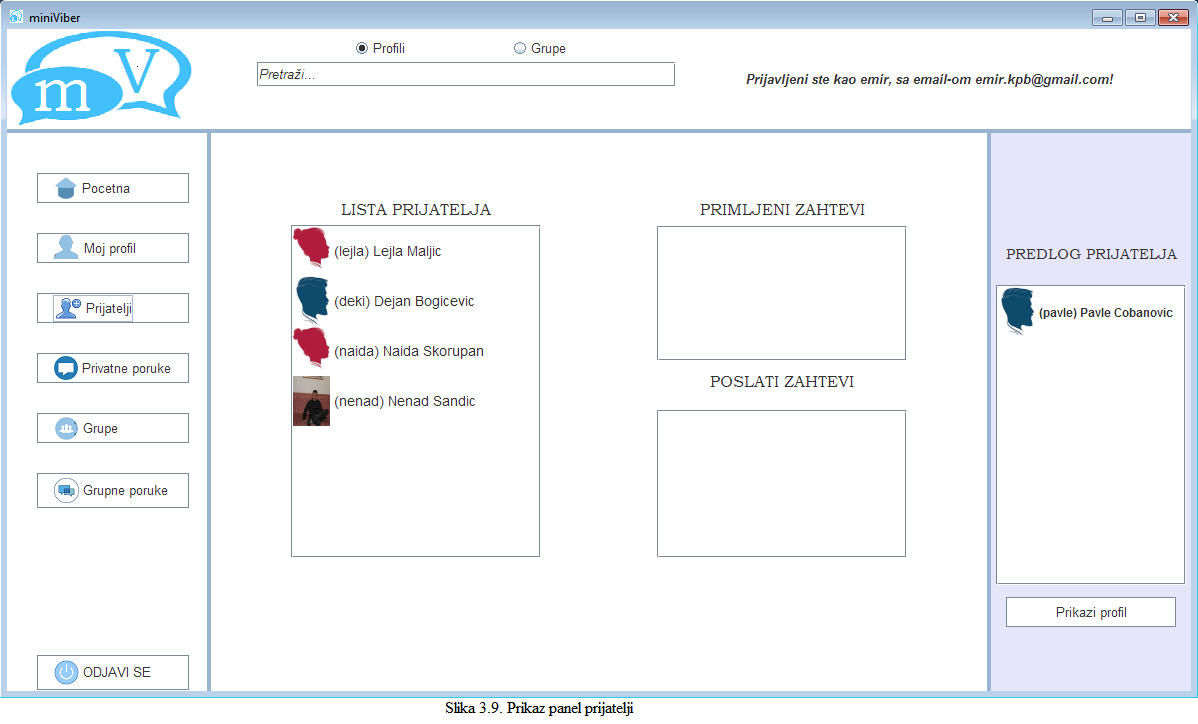 miniViber
mV
Profili
Grupe
Pretraži...
Prijavljeni ste kao emir, sa email-om emir.kpb@gmail.com!
Pocetna
Moj profil
Prijatelji
Privatne poruke
Grupe
Grupne poruke
ODJAVI SE
LISTA PRIJATELJA
(lejla) Lejla Maljic
(deki) Dejan Bogicevic
(naida) Naida Skorupan
(nenad) Nenad Sandic
PRIMLJENI ZAHTEVI
POSLATI ZAHTEVI
PREDLOG PRIJATELJA
(pavle) Pavle Cobanovic
Prikazi profil
Slika 3.9. Prikaz panel prijatelji